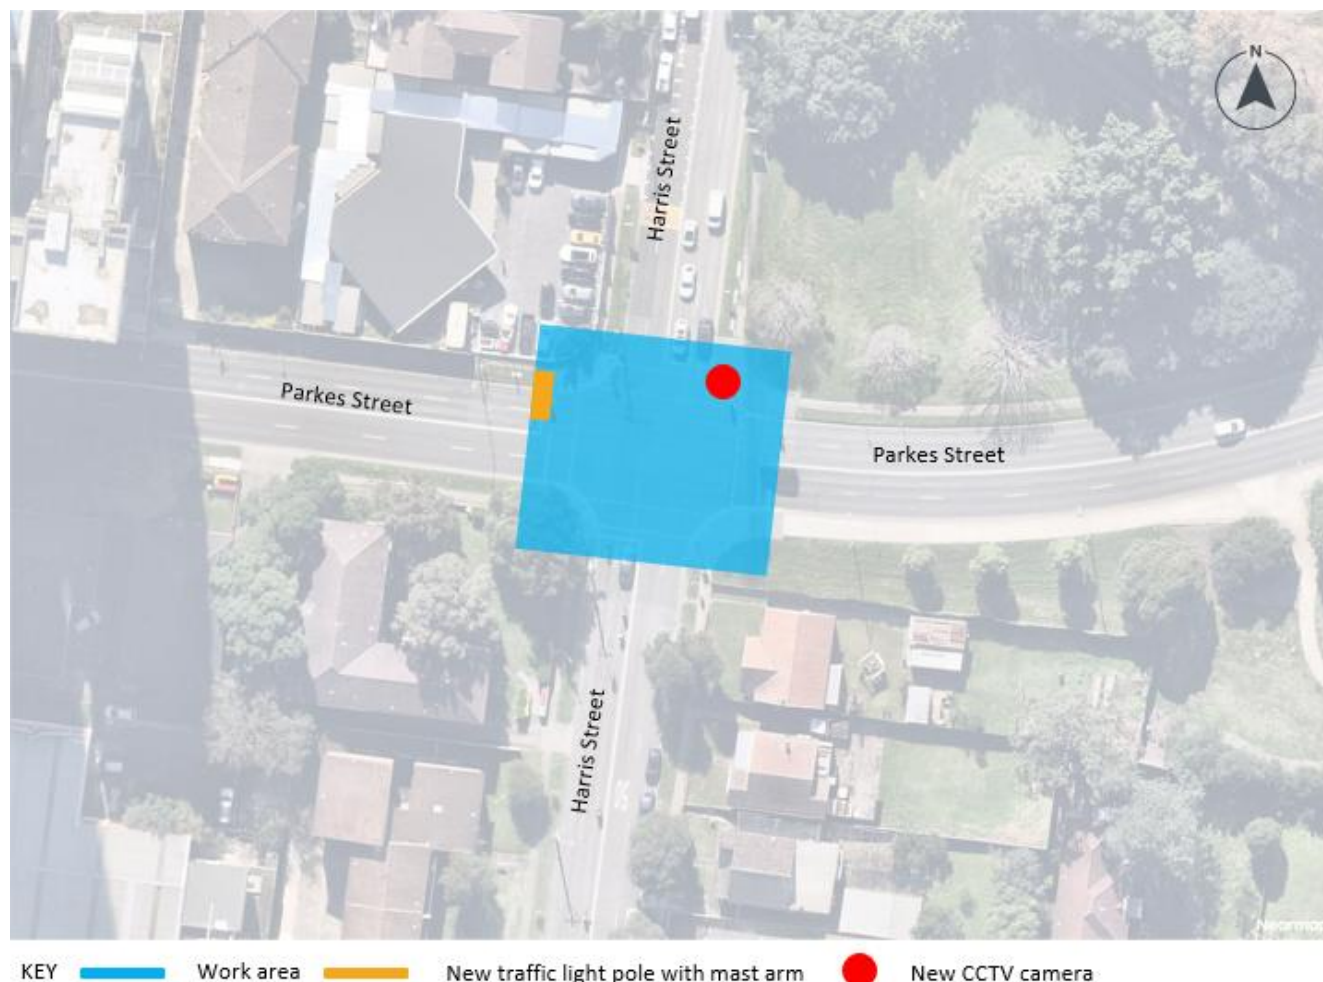 N
Harris Street
Parkes Street
Parkes Street
Harris Street
Nearmap
KEY Work area New traffic light pole with mast arm New CCTV camera